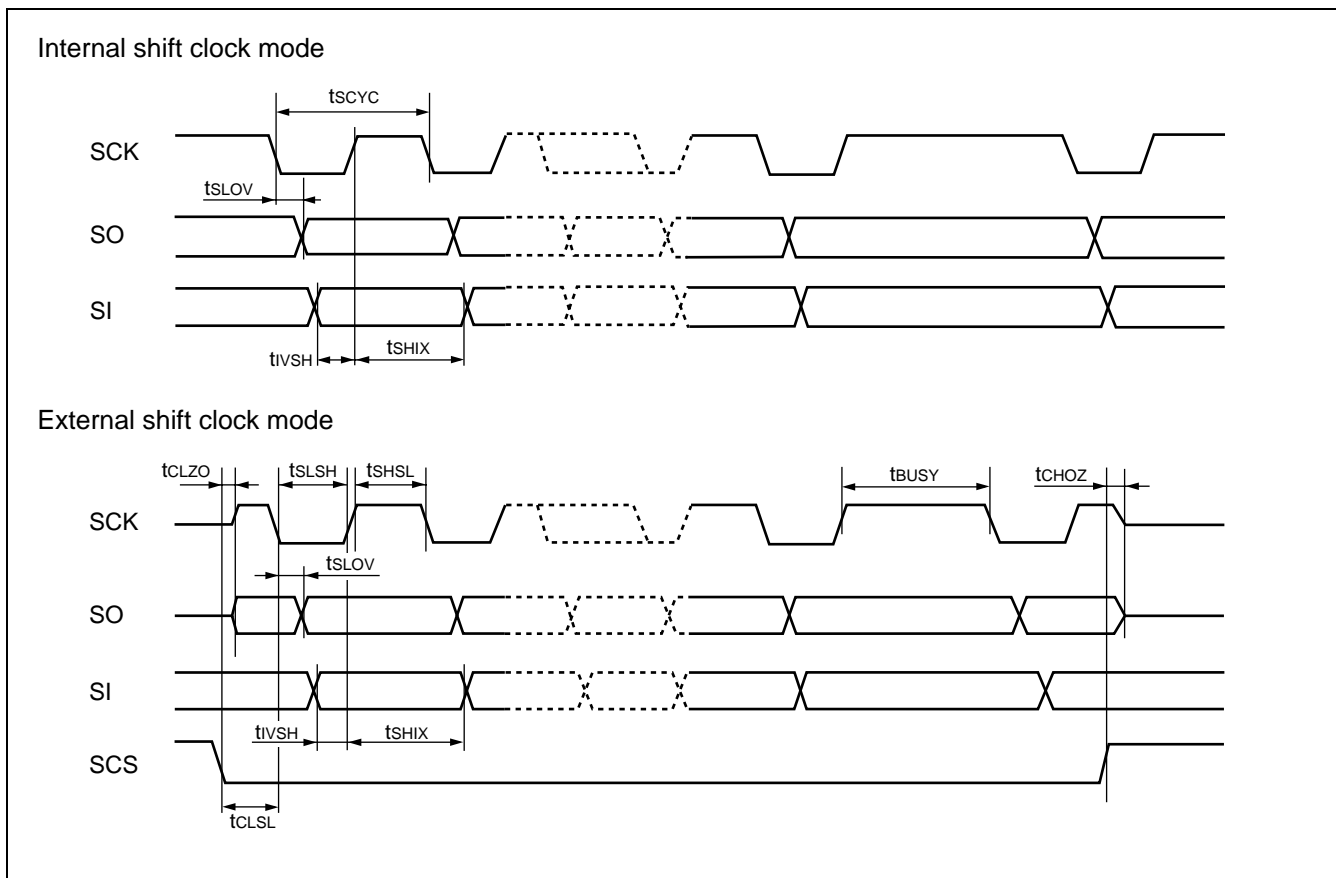 Internal shift clock mode
tSCYC
SCK
tSLOV
SO
SI
tIVSH tSHIX
External shift clock mode
tCLZO tSLSH tSHSL tBUSY tCHOZ
SCK
tSLOV
SO
SI
tIVSH tSHIX
SCS
tCLSL